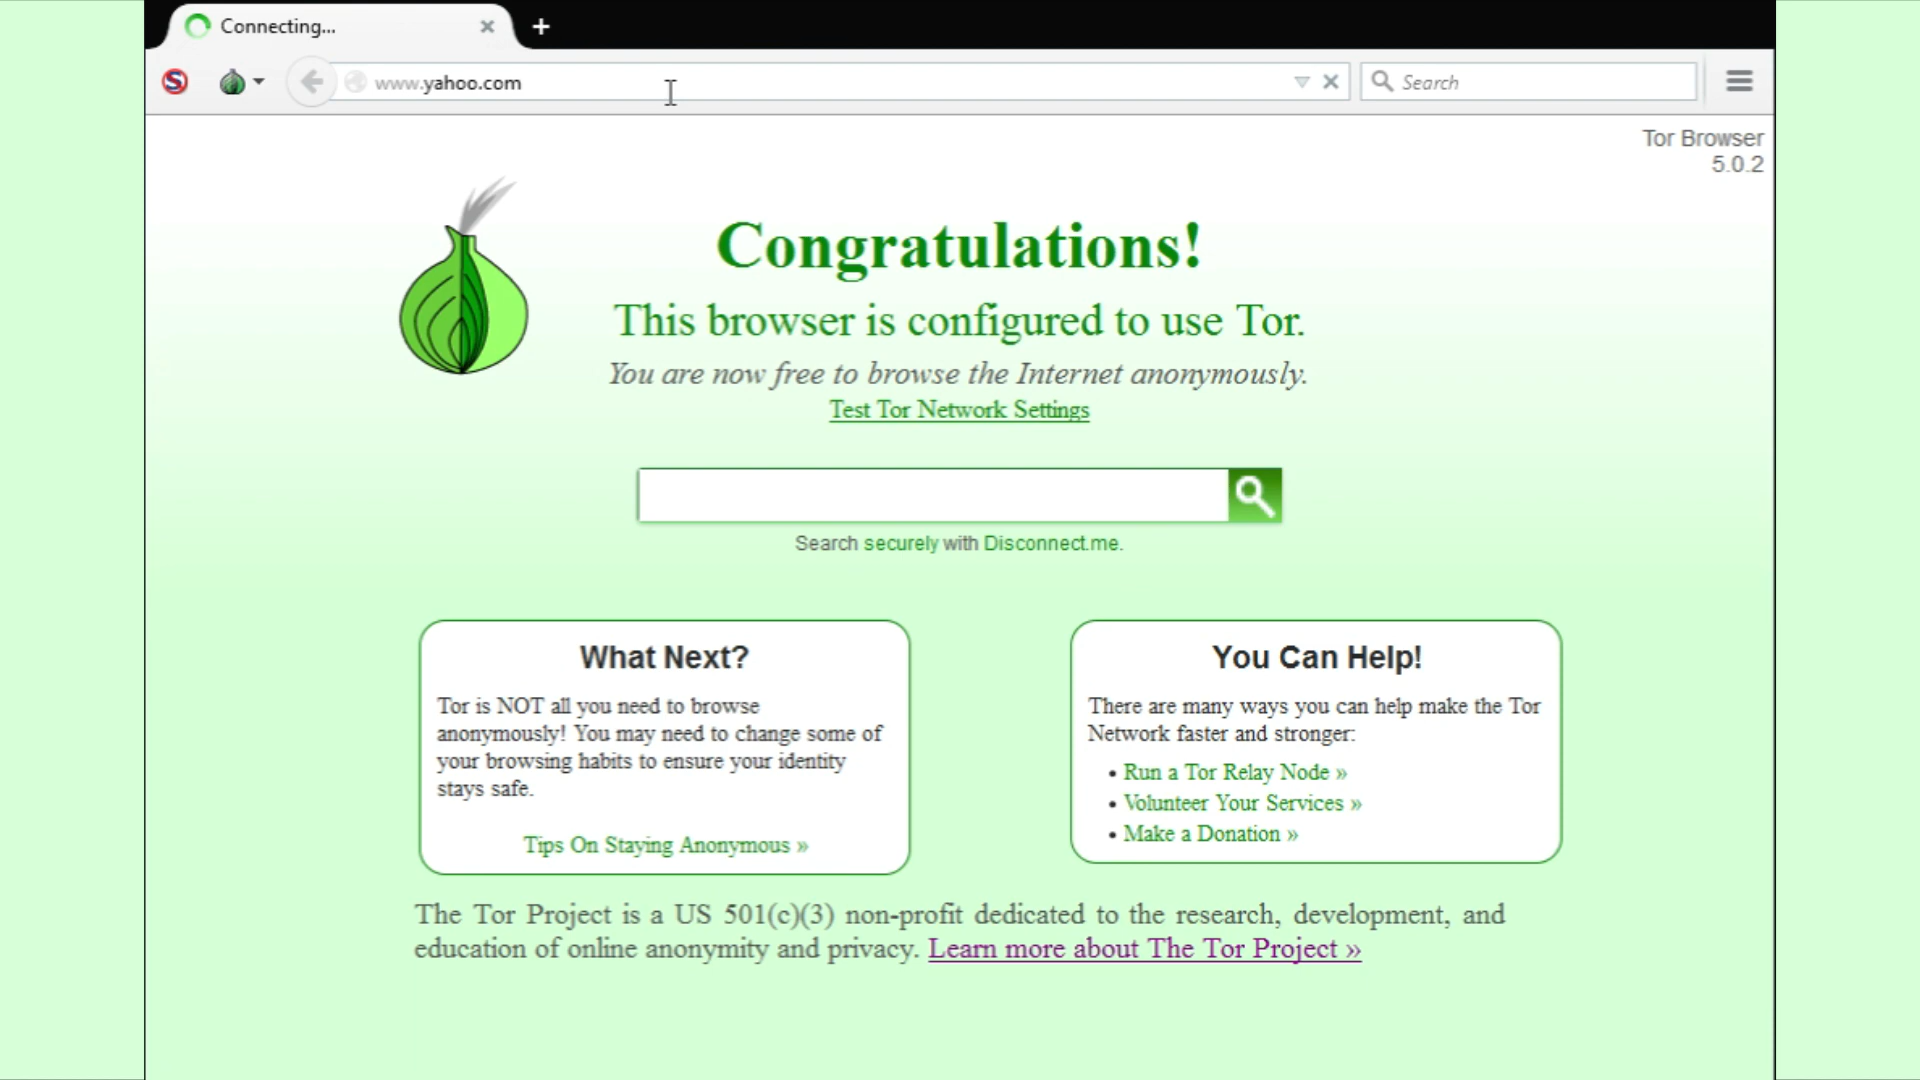 Connecting...
www.yahoo.com
Search
Tor Browser
5.0.2
Congratulations!
This browser is configured to use Tor.
You are now free to browse the Internet anonymously.
Test Tor Network Settings
Search securely with Disconnect.me.
What Next?
Tor is NOT all you need to browse
anonymously! You may need to change some of
your browsing habits to ensure your identity
stays safe.
Tips On Staying Anonymous »
You Can Help!
There are many ways you can help make the Tor
Network faster and stronger:
• Run a Tor Relay Node »
• Volunteer Your Services »
• Make a Donation »
The Tor Project is a US 501(c)(3) non-profit dedicated to the research, development, and
education of online anonymity and privacy. Learn more about The Tor Project »